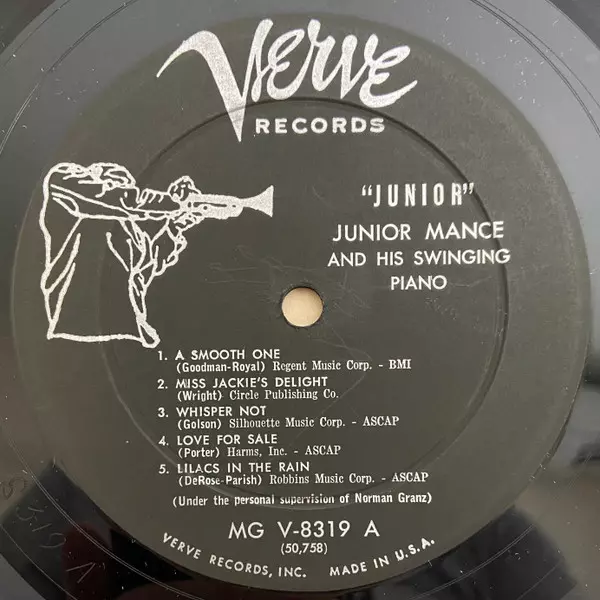 Verve
RECORDS
"JUNIOR"
JUNIOR MANCE
AND HIS SWINGING
PIANO
1. A SMOOTH ONE
(Goodman-Royal) Regent Music Corp. - BMI
2. MISS JACKIE'S DELIGHT
(Wright) Circle Publishing Co.
3. WHISPER NOT
(Golson) Silhouette Music Corp. - ASCAP
4. LOVE FOR SALE
(Porter) Harms, Inc. - ASCAP
5. LILACS IN THE RAIN
(DeRose-Parish) Robbins Music Corp. - ASCAP
(Under the personal supervision of Norman Granz)
MG V-8319 A
(50,758)
VERVE RECORDS, INC. MADE IN U.S.A.